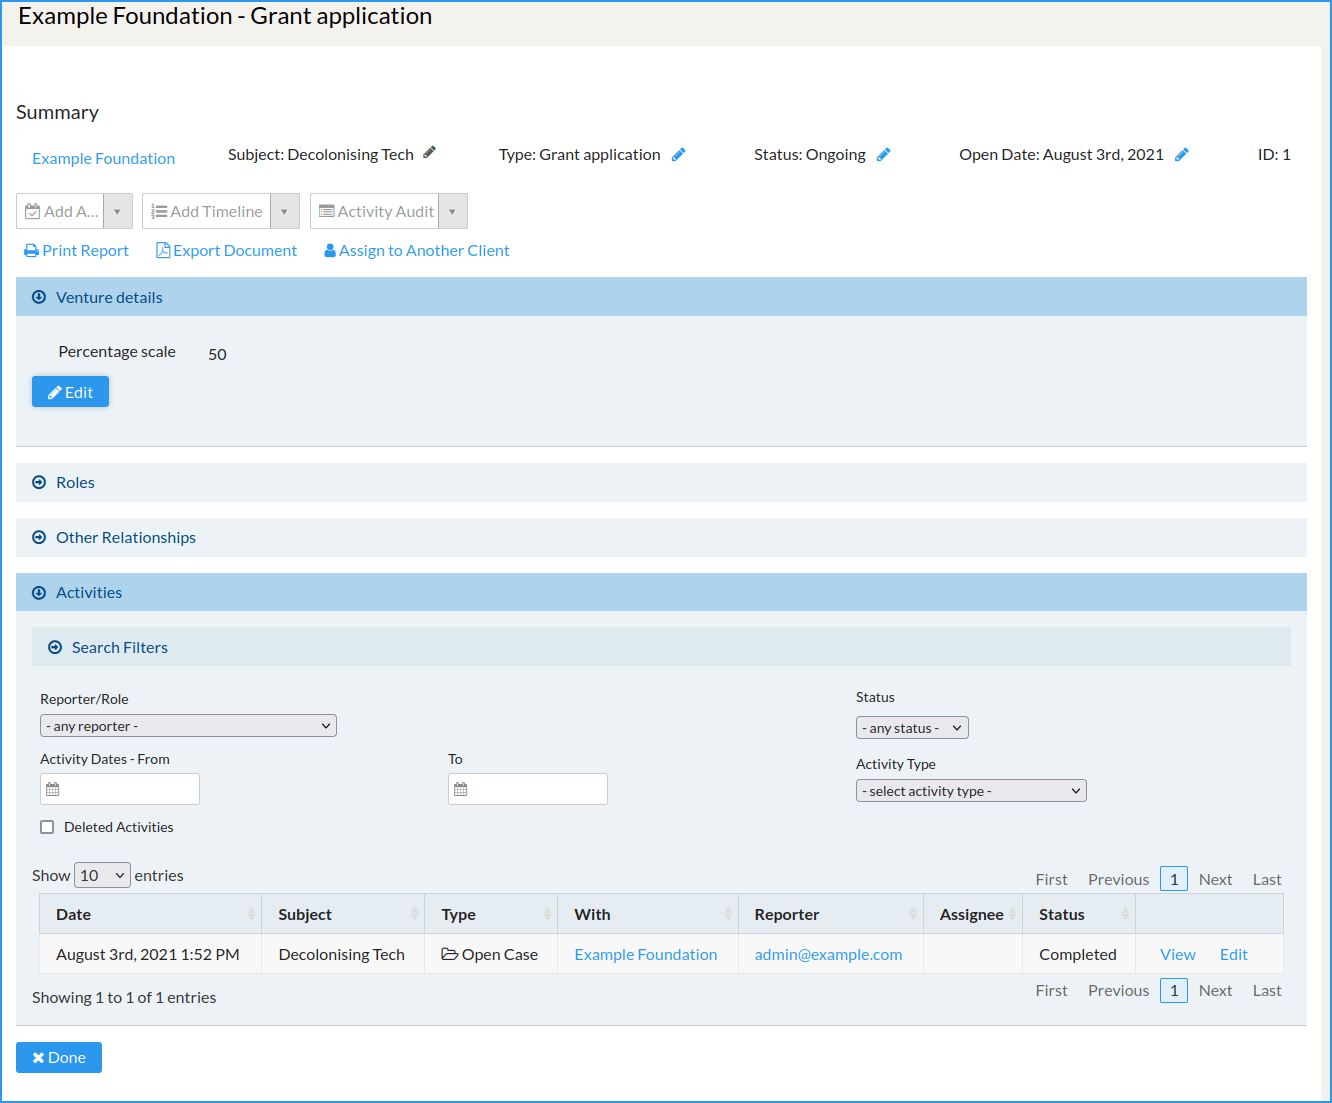 Example Foundation - Grant application
Summary
Example Foundation Subject: Decolonising Tech Type: Grant application Status: Ongoing Open Date: August 3rd, 2021 ID: 1
Add A... Add Timeline Activity Audit
Print Report Export Document Assign to Another Client
Venture details
Percentage scale 50
Edit
Roles
Other Relationships
Activities
Search Filters
Reporter/Role Status
- any reporter - - any status -
Activity Dates - From To Activity Type
- select activity type -
Deleted Activities
Show 10 entries First Previous 1 Next Last
Date Subject Type With Reporter Assignee Status
August 3rd, 2021 1:52 PM Decolonising Tech Open Case Example Foundation admin@example.com Completed View Edit
Showing 1 to 1 of 1 entries First Previous 1 Next Last
Done